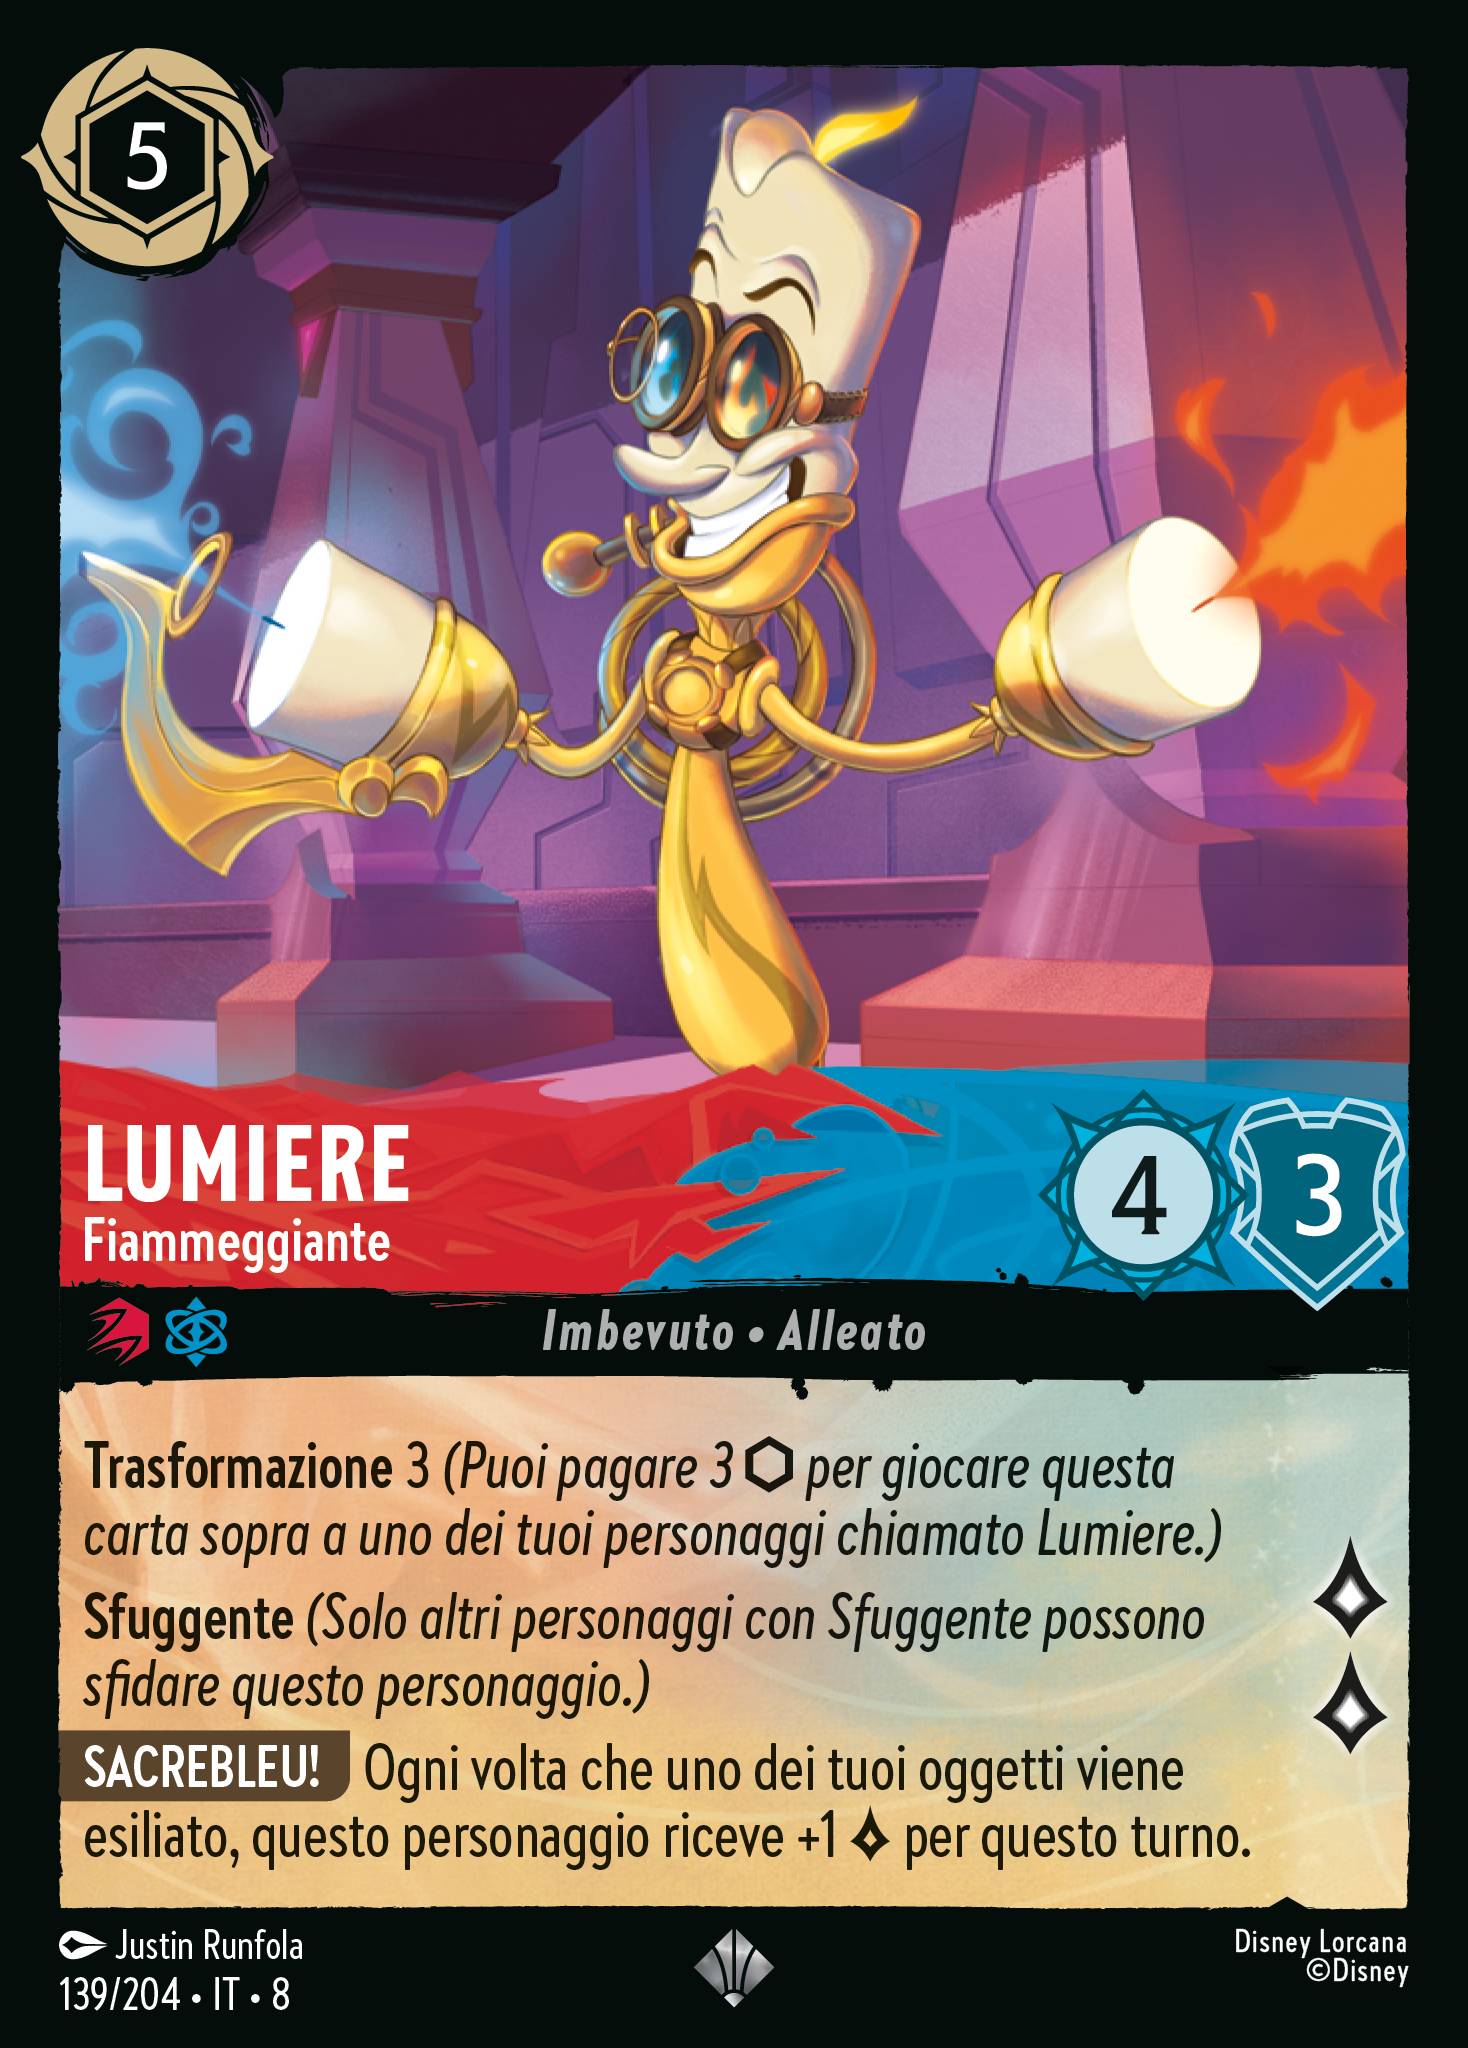 5
LUMIERE
Fiammeggiante
4
3
Imbevuto • Alleato
Trasformazione 3 (Puoi pagare 3 ⬡ per giocare questa
carta sopra a uno dei tuoi personaggi chiamato Lumiere.)
Sfuggente (Solo altri personaggi con Sfuggente possono
sfidare questo personaggio.)
SACREBLEU! Ogni volta che uno dei tuoi oggetti viene
esiliato, questo personaggio riceve +1 per questo turno.
Justin Runfola
139/204 • IT • 8
Disney Lorcana
©Disney